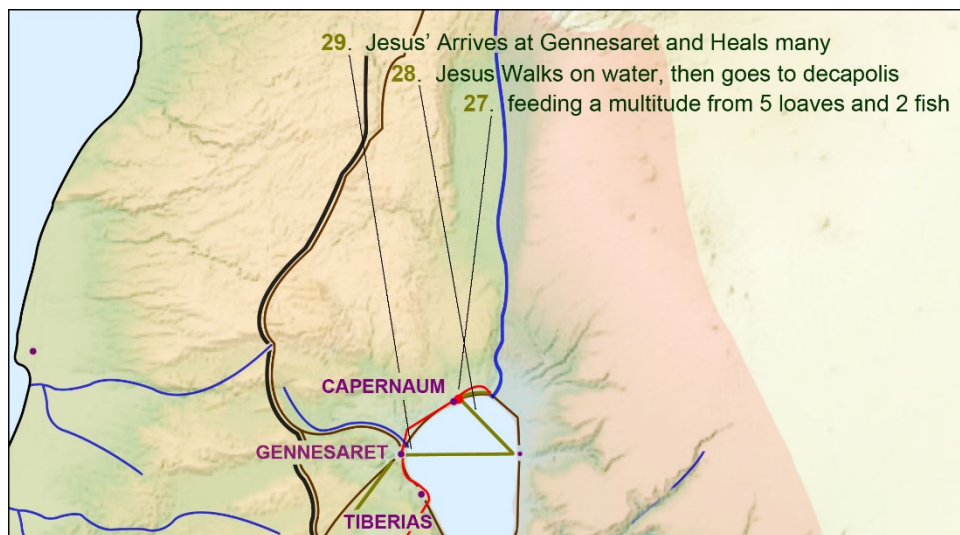 29. Jesus' Arrives at Gennesaret and Heals many
28. Jesus Walks on water, then goes to decapolis
27. feeding a multitude from 5 loaves and 2 fish
CAPERNAUM
GENNESARET
TIBERIAS